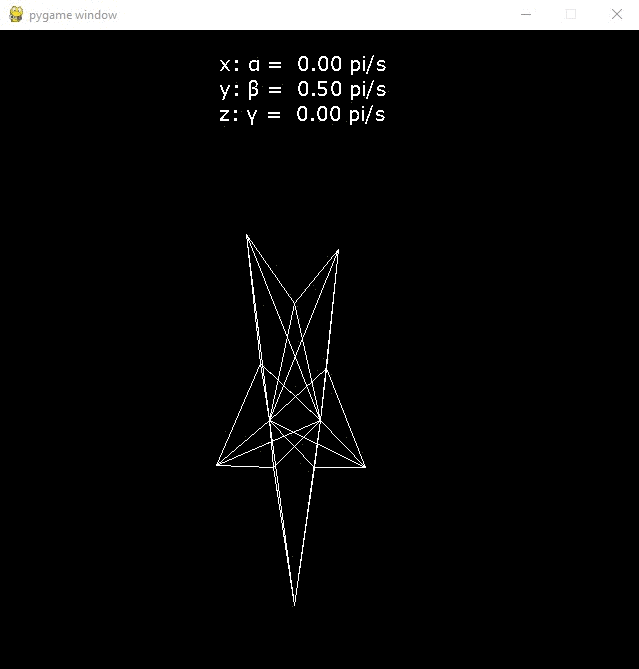 pygame window
x: α = 0.00 pi/s
y: β = 0.50 pi/s
z: γ = 0.00 pi/s